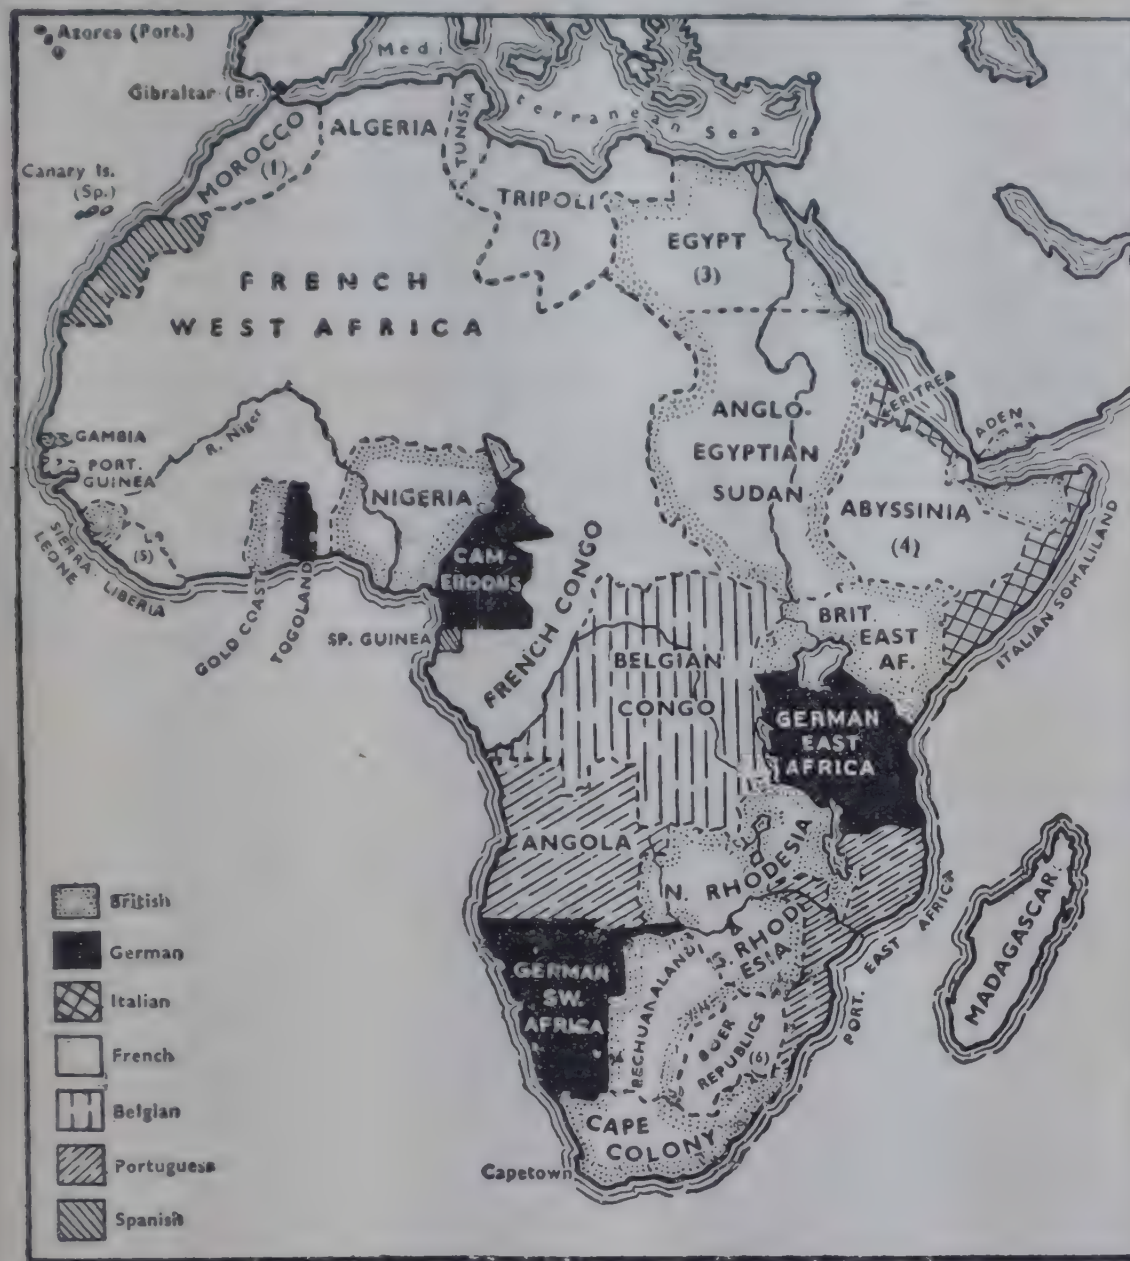 Azores (Port.)
Medi
terranean Sea
Gibraltar (Br.
MOROCCO
(1)
ALGERIA
TUNISIA
Canary Is.
(Sp.)
TRIPOLI
(2)
EGYPT
(3)
FRENCH
WEST AFRICA
ANGLO-
EGYPTIAN
SUDAN
ERITREA
ADEN
GAMBIA
PORT.
GUINEA
R. Niger
NIGERIA
ABYSSINIA
(4)
SIERRA
LEONE
(5)
LIBERIA
GOLD COAST
TOGOLAND
CAM-
EROONS
SP. GUINEA
FRENCH CONGO
BELGIAN
CONGO
BRIT.
EAST
AF.
ITALIAN SOMALILAND
GERMAN
EAST
AFRICA
ANGOLA
N. RHODESIA
S. RHOD
ESIA
PORT. EAST AFRICA
MADAGASCAR
GERMAN
SW.
AFRICA
BECHUANALAND
BOER
REPUBLICS
(6)
CAPE
COLONY
Capetown
British
German
Italian
French
Belgian
Portuguese
Spanish